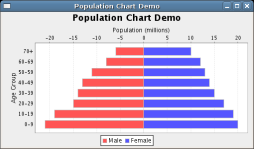 Population Chart Demo
Population Chart Demo
Population (millions)
-20 -15 -10 -5 0 5 10 15 20
Age Group
70+
60-69
50-59
40-49
30-39
20-29
10-19
0-9
Male Female